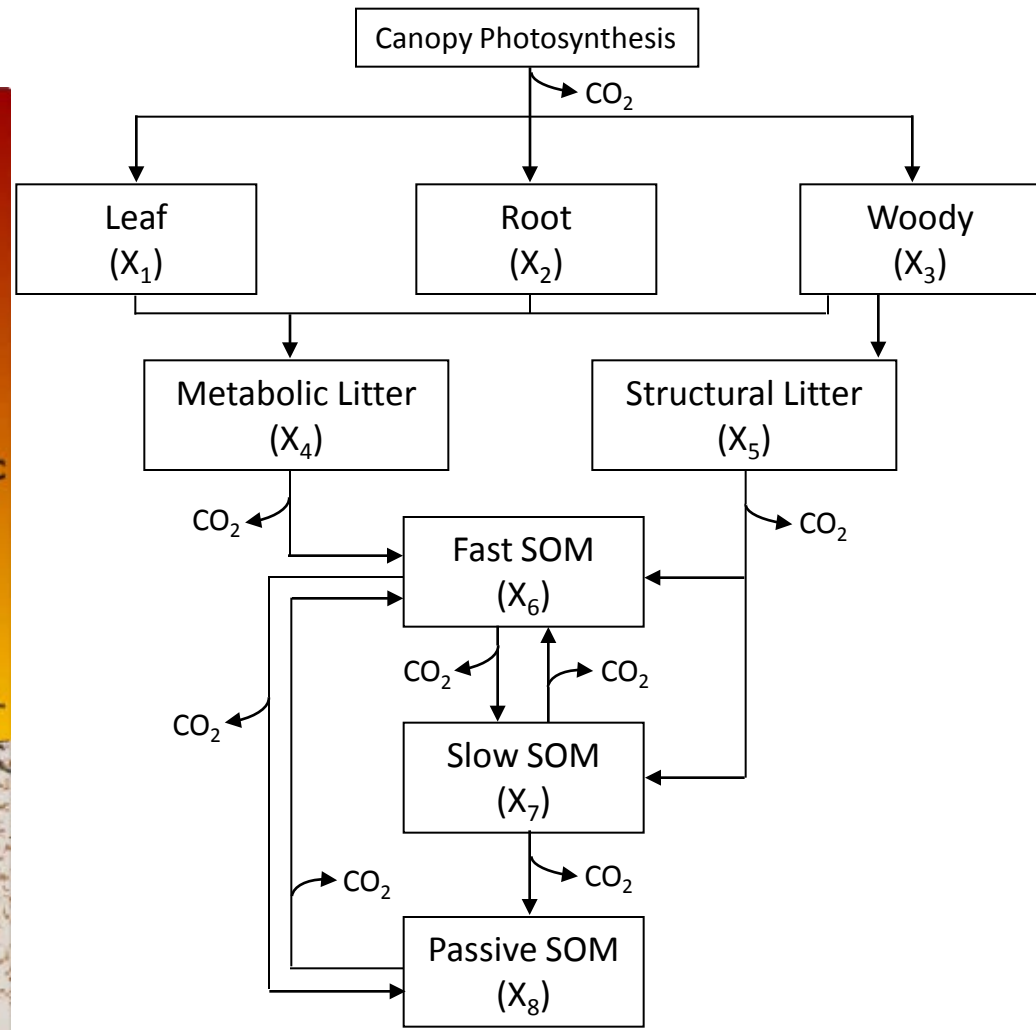 Canopy Photosynthesis
CO₂
Leaf
(X₁)
Root
(X₂)
Woody
(X₃)
Metabolic Litter
(X₄)
Structural Litter
(X₅)
CO₂
CO₂
Fast SOM
(X₆)
CO₂
CO₂
CO₂
Slow SOM
(X₇)
CO₂
CO₂
Passive SOM
(X₈)